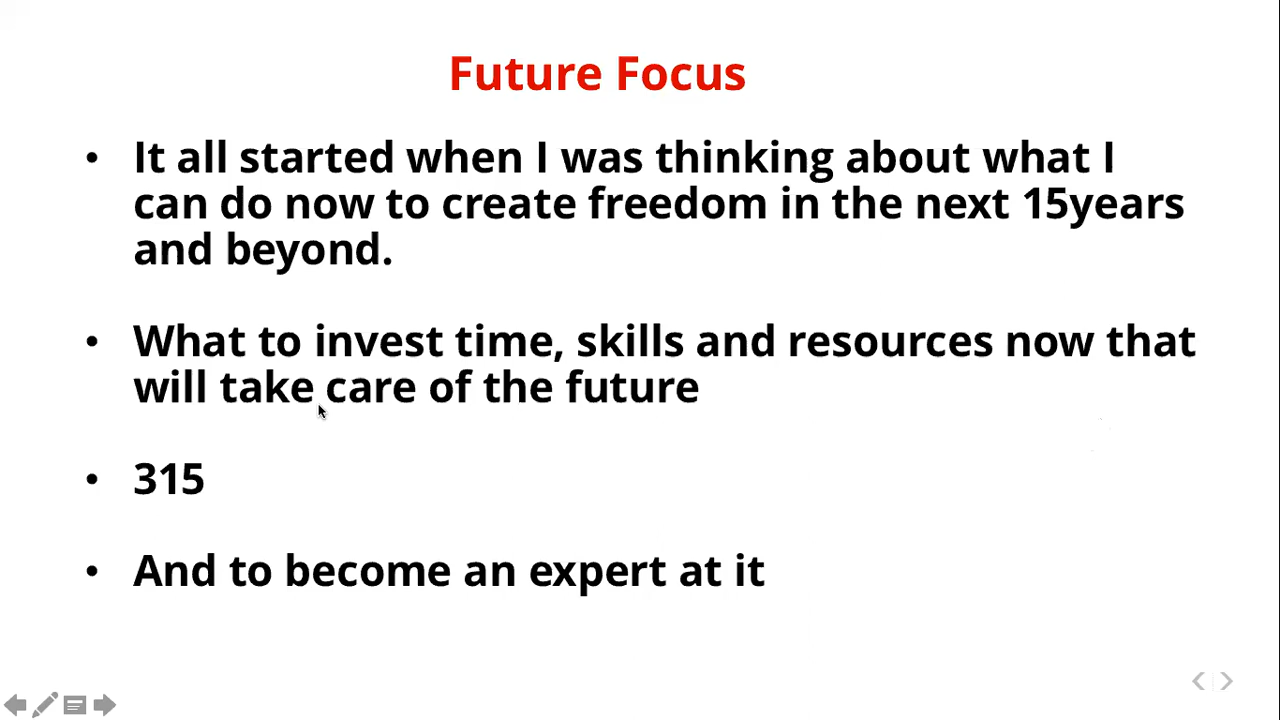 Future Focus
• It all started when I was thinking about what I
can do now to create freedom in the next 15years
and beyond.
• What to invest time, skills and resources now that
will take care of the future
• 315
• And to become an expert at it